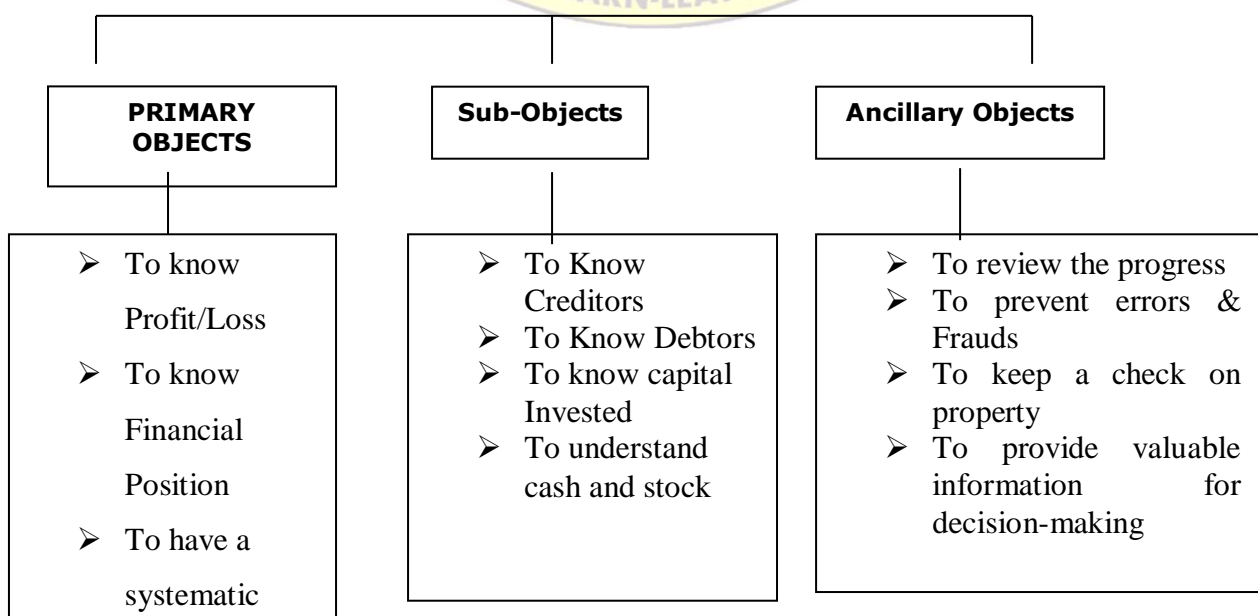 PRIMARY
OBJECTS
Sub-Objects
Ancillary Objects
➢ To know
Profit/Loss
➢ To know
Financial
Position
➢ To have a
systematic
➢ To Know
Creditors
➢ To Know Debtors
➢ To know capital
Invested
➢ To understand
cash and stock
➢ To review the progress
➢ To prevent errors &
Frauds
➢ To keep a check on
property
➢ To provide valuable
information for
decision-making